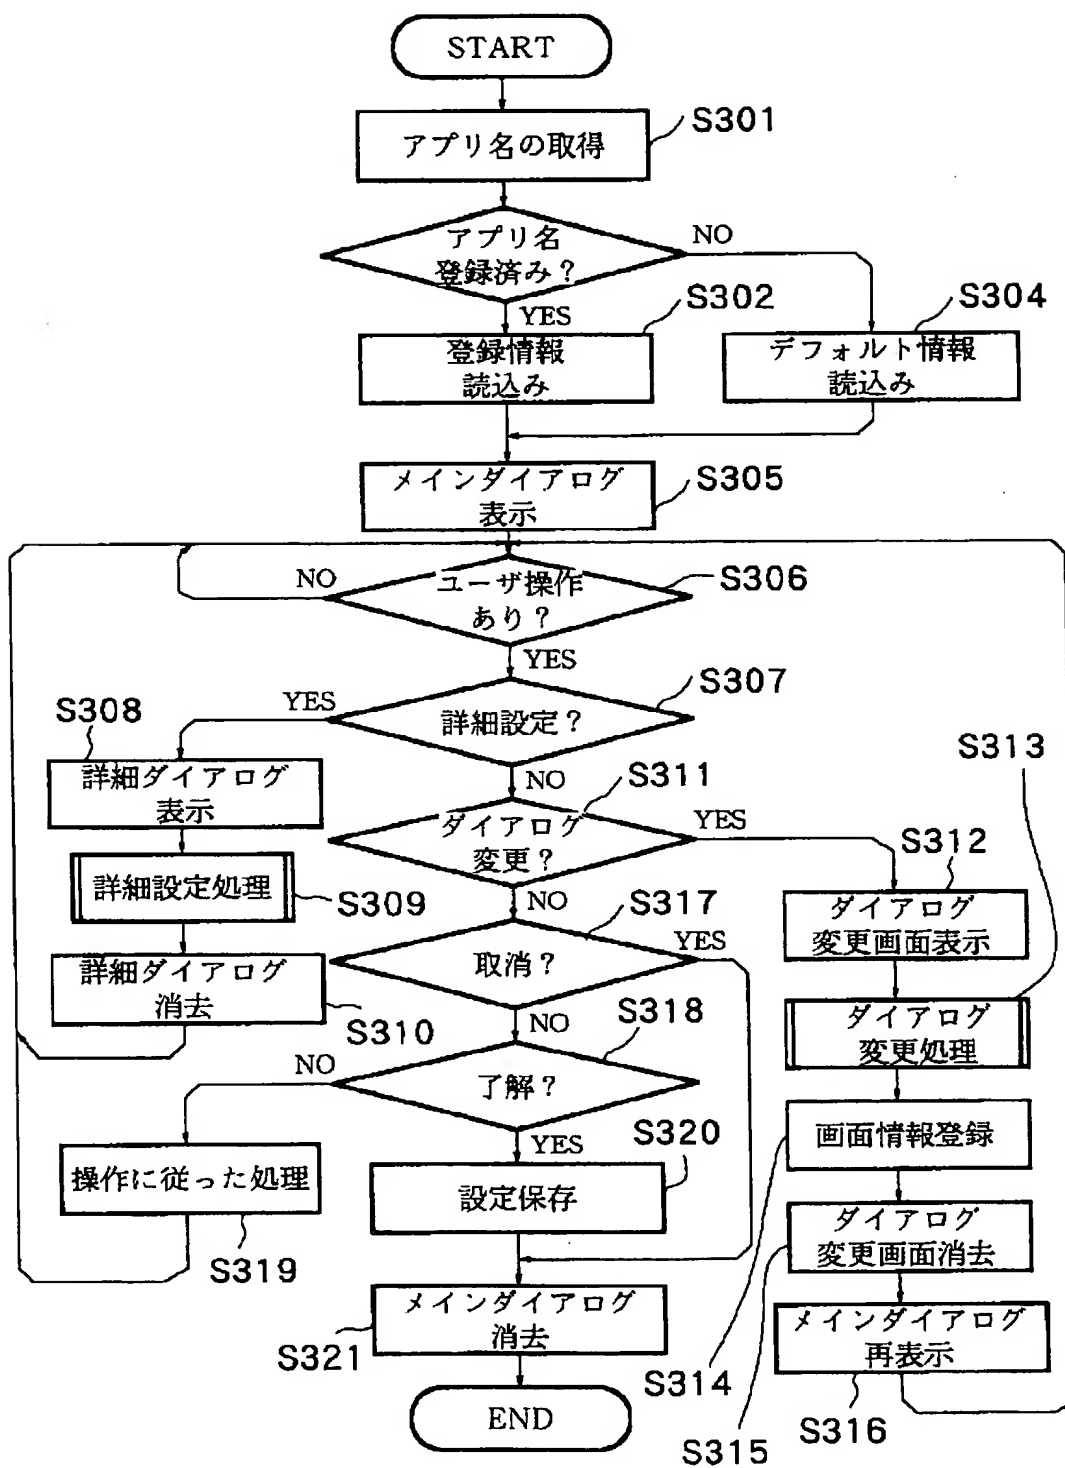 START
アプリ名の取得
S301
アプリ名
登録済み？
NO
YES
S302
登録情報
読込み
S304
デフォルト情報
読込み
メインダイアログ
表示
S305
ユーザ操作
あり？
NO
S306
YES
詳細設定？
S307
YES
NO
S308
詳細ダイアログ
表示
詳細設定処理
S309
詳細ダイアログ
消去
S310
ダイアログ
変更？
S311
YES
NO
S312
ダイアログ
変更画面表示
S313
ダイアログ
変更処理
画面情報登録
S314
ダイアログ
変更画面消去
S315
メインダイアログ
再表示
S316
取消？
S317
YES
NO
了解？
S318
NO
YES
操作に従った処理
S319
設定保存
S320
メインダイアログ
消去
S321
END